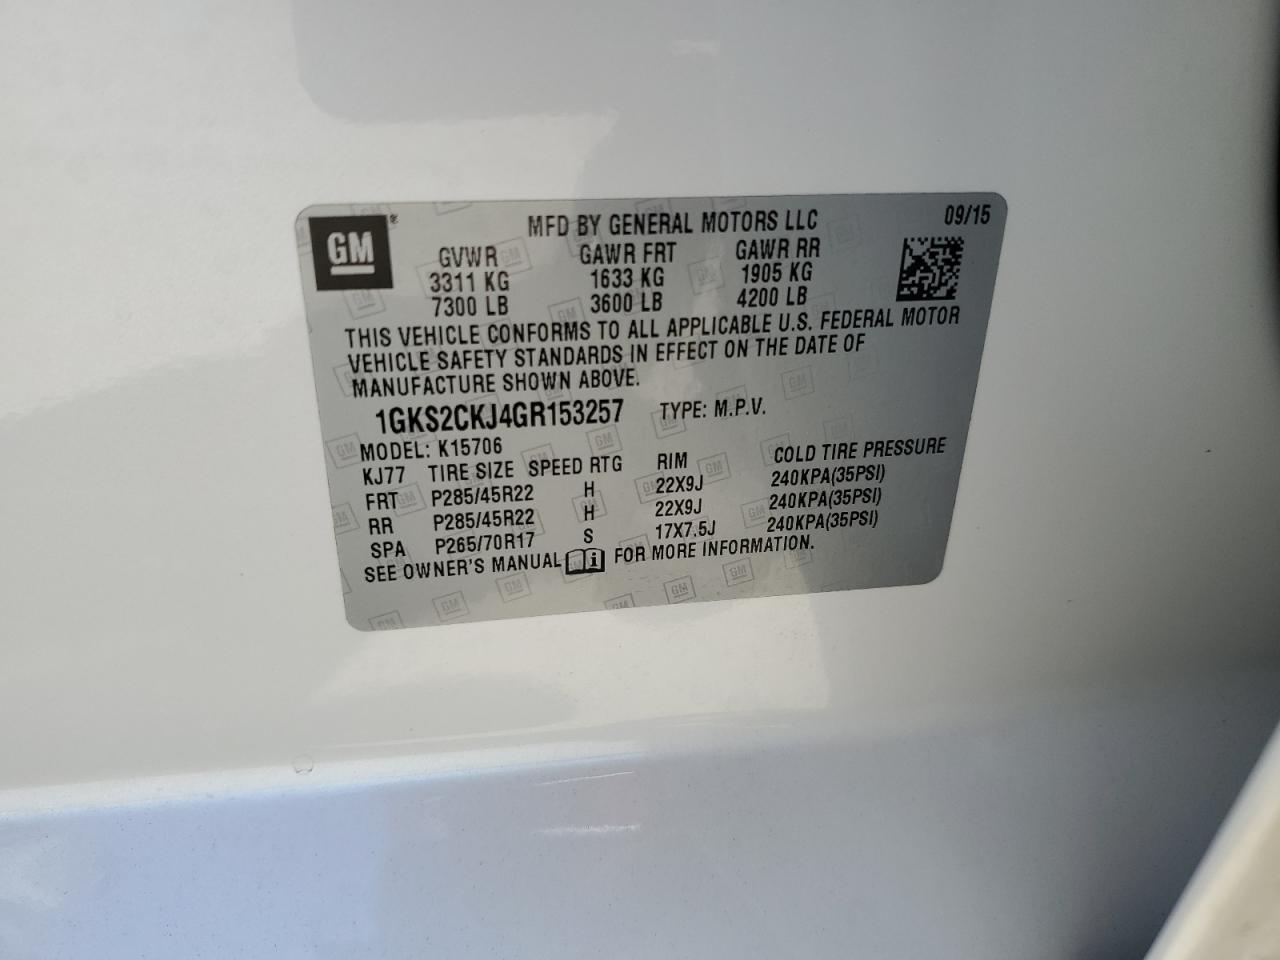 GM® MFD BY GENERAL MOTORS LLC 09/15
GVWR GAWR FRT GAWR RR
3311 KG 1633 KG 1905 KG
7300 LB 3600 LB 4200 LB
THIS VEHICLE CONFORMS TO ALL APPLICABLE U.S. FEDERAL MOTOR
VEHICLE SAFETY STANDARDS IN EFFECT ON THE DATE OF
MANUFACTURE SHOWN ABOVE.
1GKS2CKJ4GR153257 TYPE: M.P.V.
MODEL: K15706
KJ77 TIRE SIZE SPEED RTG RIM COLD TIRE PRESSURE
FRT P285/45R22 H 22X9J 240KPA(35PSI)
RR P285/45R22 H 22X9J 240KPA(35PSI)
SPA P265/70R17 S 17X7.5J 240KPA(35PSI)
SEE OWNER'S MANUAL FOR MORE INFORMATION.